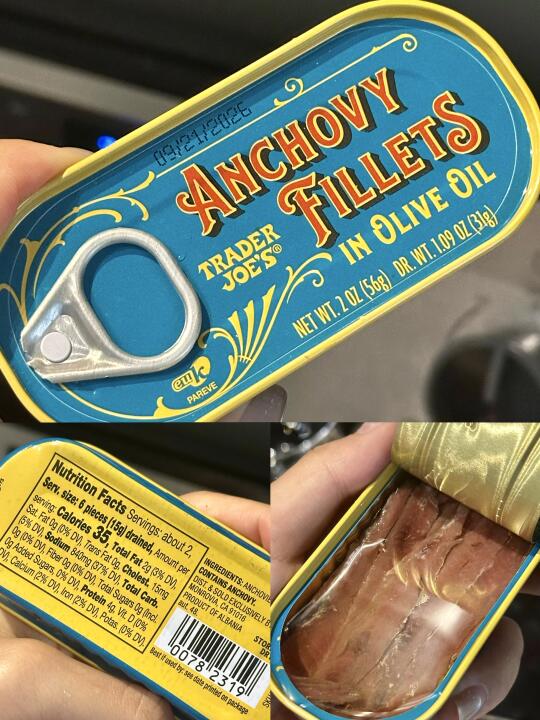 09/21/2026
ANCHOVY
FILLETS
TRADER
JOE'S®
IN OLIVE OIL
NET WT. 2 OZ (56g) DR. WT. 1.09 OZ (31g)
PAREVE
Nutrition Facts Servings: about 2,
Serv. size: 6 pieces (15g) drained, Amount per
serving: Calories 35, Total Fat 2g (3% DV),
Sat. Fat 0g (0% DV), Trans Fat 0g, Cholest. 15mg
(5% DV), Sodium 840mg (37% DV), Total Carb.
0g (0% DV), Fiber 0g (0% DV), Total Sugars 0g (Incl.
0g Added Sugars, 0% DV), Protein 4g, Vit. D (0%
DV), Calcium (2% DV), Iron (2% DV), Potas. (0% DV).
INGREDIENTS: ANCHOVIE
CONTAINS ANCHOVY.
DIST. & SOLD EXCLUSIVELY B
MONROVIA, CA 91016
PRODUCT OF ALBANIA
aut. 48.
STOR
DR
0078 2319
SKU
Best if used by, see date printed on package